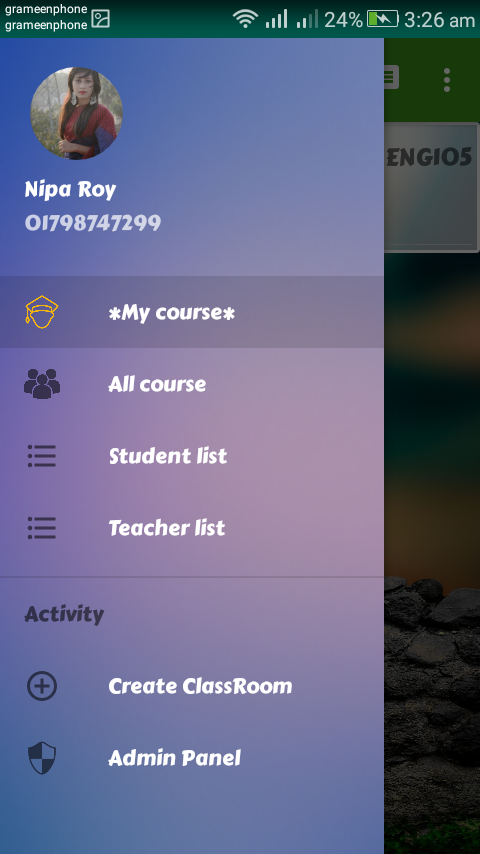 grameenphone
grameenphone
24%
3:26 am
ENG105
Nipa Roy
01798747299
*My course*
All course
Student list
Teacher list
Activity
Create ClassRoom
Admin Panel